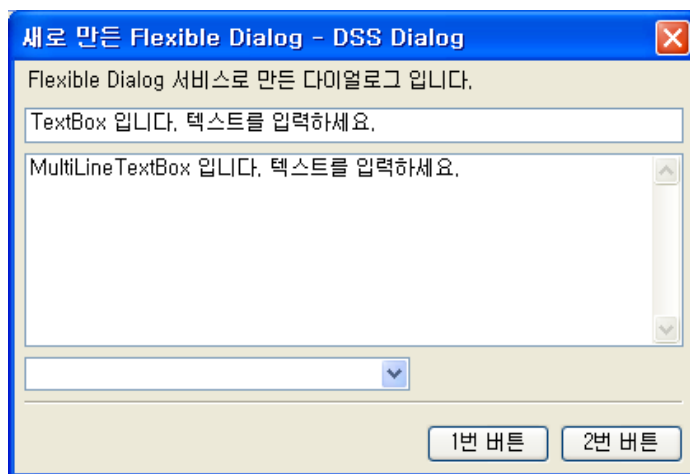 새로 만든 Flexible Dialog - DSS Dialog
Flexible Dialog 서비스로 만든 다이얼로그 입니다.
TextBox 입니다. 텍스트를 입력하세요.
MultiLineTextBox 입니다. 텍스트를 입력하세요.
1번 버튼 2번 버튼